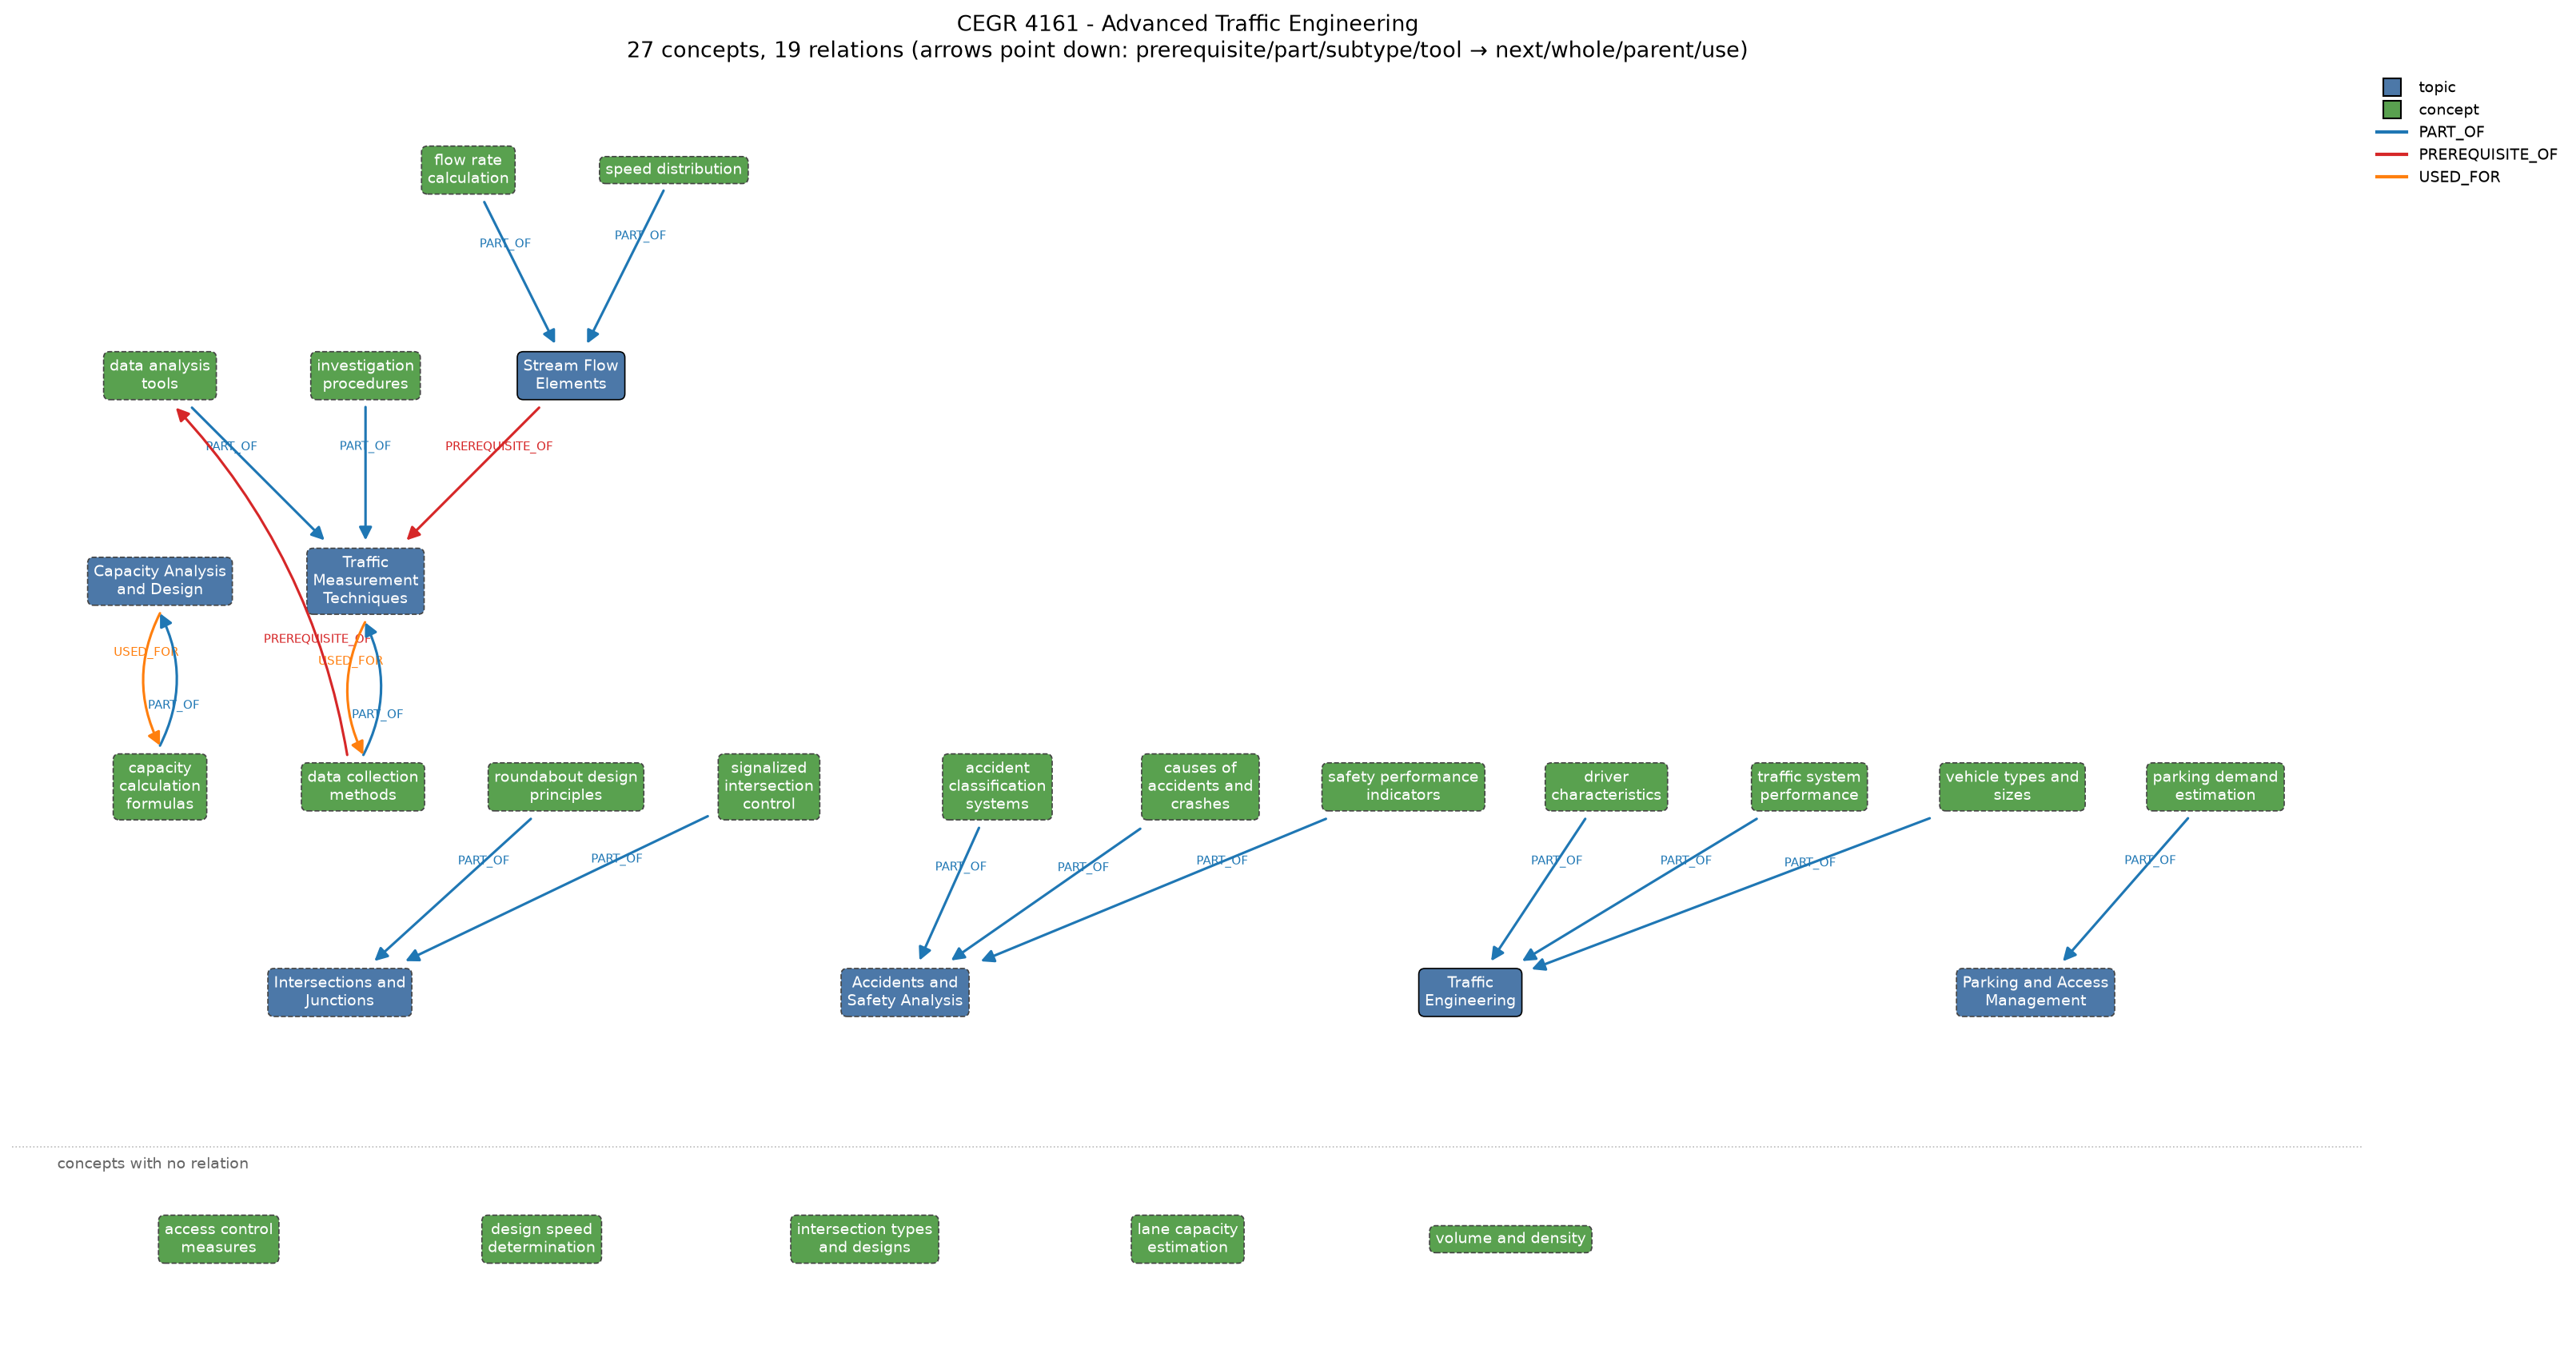 CEGR 4161 - Advanced Traffic Engineering
27 concepts, 19 relations (arrows point down: prerequisite/part/subtype/tool → next/whole/parent/use)
topic
concept
PART_OF
PREREQUISITE_OF
USED_FOR
flow rate
calculation
speed distribution
PART_OF
PART_OF
data analysis
tools
investigation
procedures
Stream Flow
Elements
PART_OF
PART_OF
PREREQUISITE_OF
Capacity Analysis
and Design
Traffic
Measurement
Techniques
PREREQUISITE_OF
USED_FOR
USED_FOR
PART_OF
PART_OF
capacity
calculation
formulas
data collection
methods
roundabout design
principles
signalized
intersection
control
accident
classification
systems
causes of
accidents and
crashes
safety performance
indicators
driver
characteristics
traffic system
performance
vehicle types and
sizes
parking demand
estimation
PART_OF
PART_OF
PART_OF
PART_OF
PART_OF
PART_OF
PART_OF
PART_OF
PART_OF
Intersections and
Junctions
Accidents and
Safety Analysis
Traffic
Engineering
Parking and Access
Management
concepts with no relation
access control
measures
design speed
determination
intersection types
and designs
lane capacity
estimation
volume and density